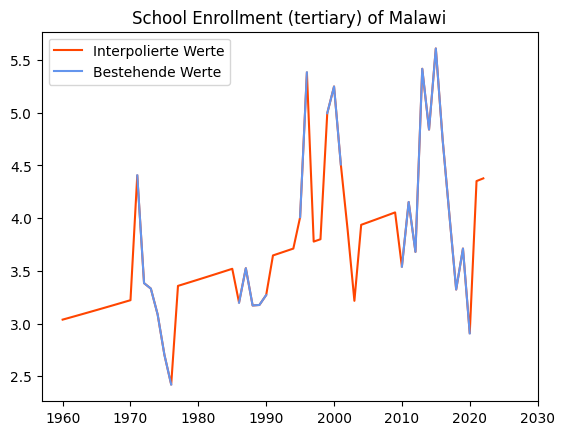 School Enrollment (tertiary) of Malawi
Interpolierte Werte
Bestehende Werte
5.5
5.0
4.5
4.0
3.5
3.0
2.5
1960 1970 1980 1990 2000 2010 2020 2030